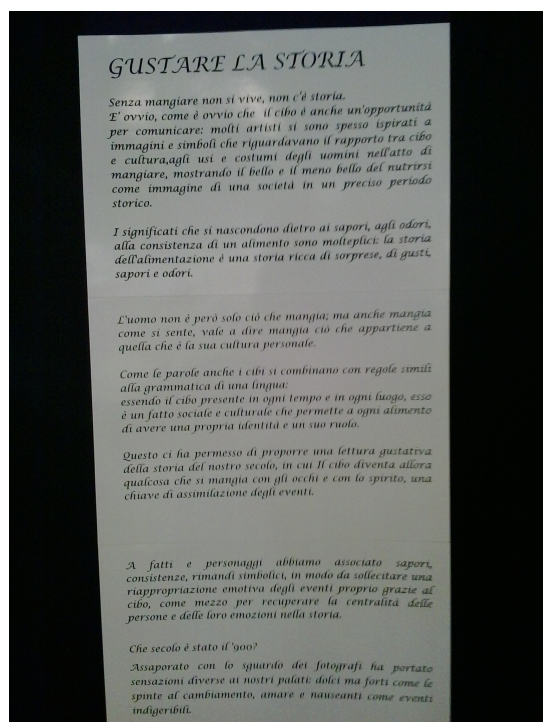 GUSTARE LA STORIA
Senza mangiare non si vive, non c'é storia.
E' ovvio, come è ovvio che il cibo é anche un'opportunitá
per comunicare: molti artisti si sono spesso ispirati a
immagini e simboli che riguardavano il rapporto tra cibo
e cultura,agli usi e costumi degli uomini nell'atto di
mangiare, mostrando il bello e il meno bello del nutrirsi
come immagine di una societá in un preciso periodo
storico.
I significati che si nascondono dietro ai sapori, agli odori,
alla consistenza di un alimento sono molteplici: la storia
dell'alimentazione é una storia ricca di sorprese, di gusti,
sapori e odori.
L'uomo non é peró solo ció che mangia; ma anche mangia
come si sente, vale a dire mangia ció che appartiene a
quella che é la sua cultura personale.
Come le parole anche i cibi si combinano con regole simili
alla grammatica di una lingua:
essendo il cibo presente in ogni tempo e in ogni luogo, esso
é un fatto sociale e culturale che permette a ogni alimento
di avere una propria identitá e un suo ruolo.
Questo ci ha permesso di proporre una lettura gustativa
della storia del nostro secolo, in cui Il cibo diventa allora
qualcosa che si mangia con gli occhi e con lo spirito, una
chiave di assimilazione degli eventi.
A fatti e personaggi abbiamo associato sapori,
consistenze, rimandi simbolici, in modo da sollecitare una
riappropriazione emotiva degli eventi proprio grazie al
cibo, come mezzo per recuperare la centralitá delle
persone e delle loro emozioni nella storia.
Che secolo é stato il '900?
Assaporato con lo sguardo dei fotografi ha portato
sensazioni diverse ai nostri palati: dolci ma forti come le
spinte al cambiamento, amare e nauseanti come eventi
indigeribili.